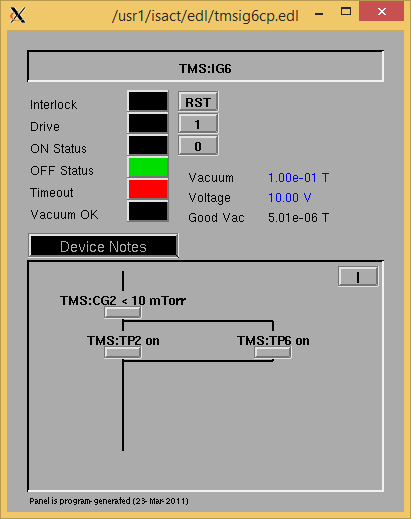 /usr1/isact/edl/tmsig6cp.edl
TMS:IG6
Interlock RST
Drive 1
ON Status 0
OFF Status
Timeout
Vacuum OK
Vacuum 1.00e-01 T
Voltage 10.00 V
Good Vac 5.01e-06 T
Device Notes
I
TMS:CG2 < 10 mTorr
TMS:TP2 on TMS:TP6 on
Panel is program-generated (23-Mar-2011)